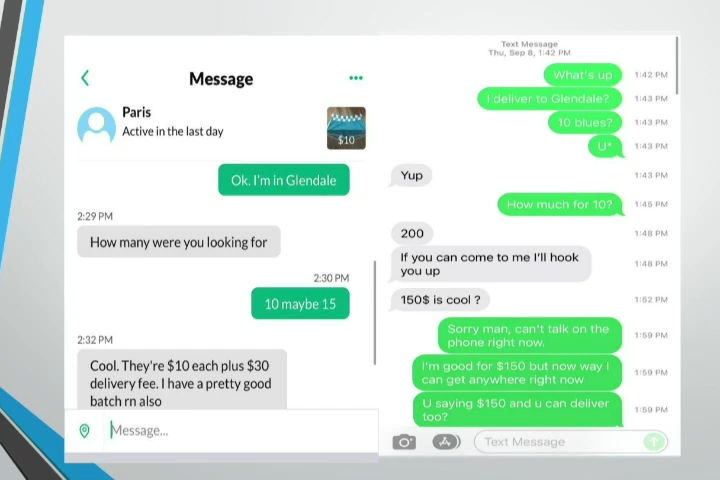 Message
Paris
Active in the last day
$10
Ok. I'm in Glendale
2:29 PM
How many were you looking for
2:30 PM
10 maybe 15
2:32 PM
Cool. They're $10 each plus $30
delivery fee. I have a pretty good
batch rn also
Message...
Text Message
Thu, Sep 8, 1:42 PM
What's up
1:42 PM
I deliver to Glendale?
1:43 PM
10 blues?
1:43 PM
U*
1:43 PM
Yup
1:43 PM
How much for 10?
1:45 PM
200
1:48 PM
If you can come to me I'll hook
you up
1:48 PM
150$ is cool ?
1:52 PM
Sorry man, can't talk on the
phone right now.
1:59 PM
I'm good for $150 but now way I
can get anywhere right now
1:59 PM
U saying $150 and u can deliver
too?
1:59 PM
Text Message